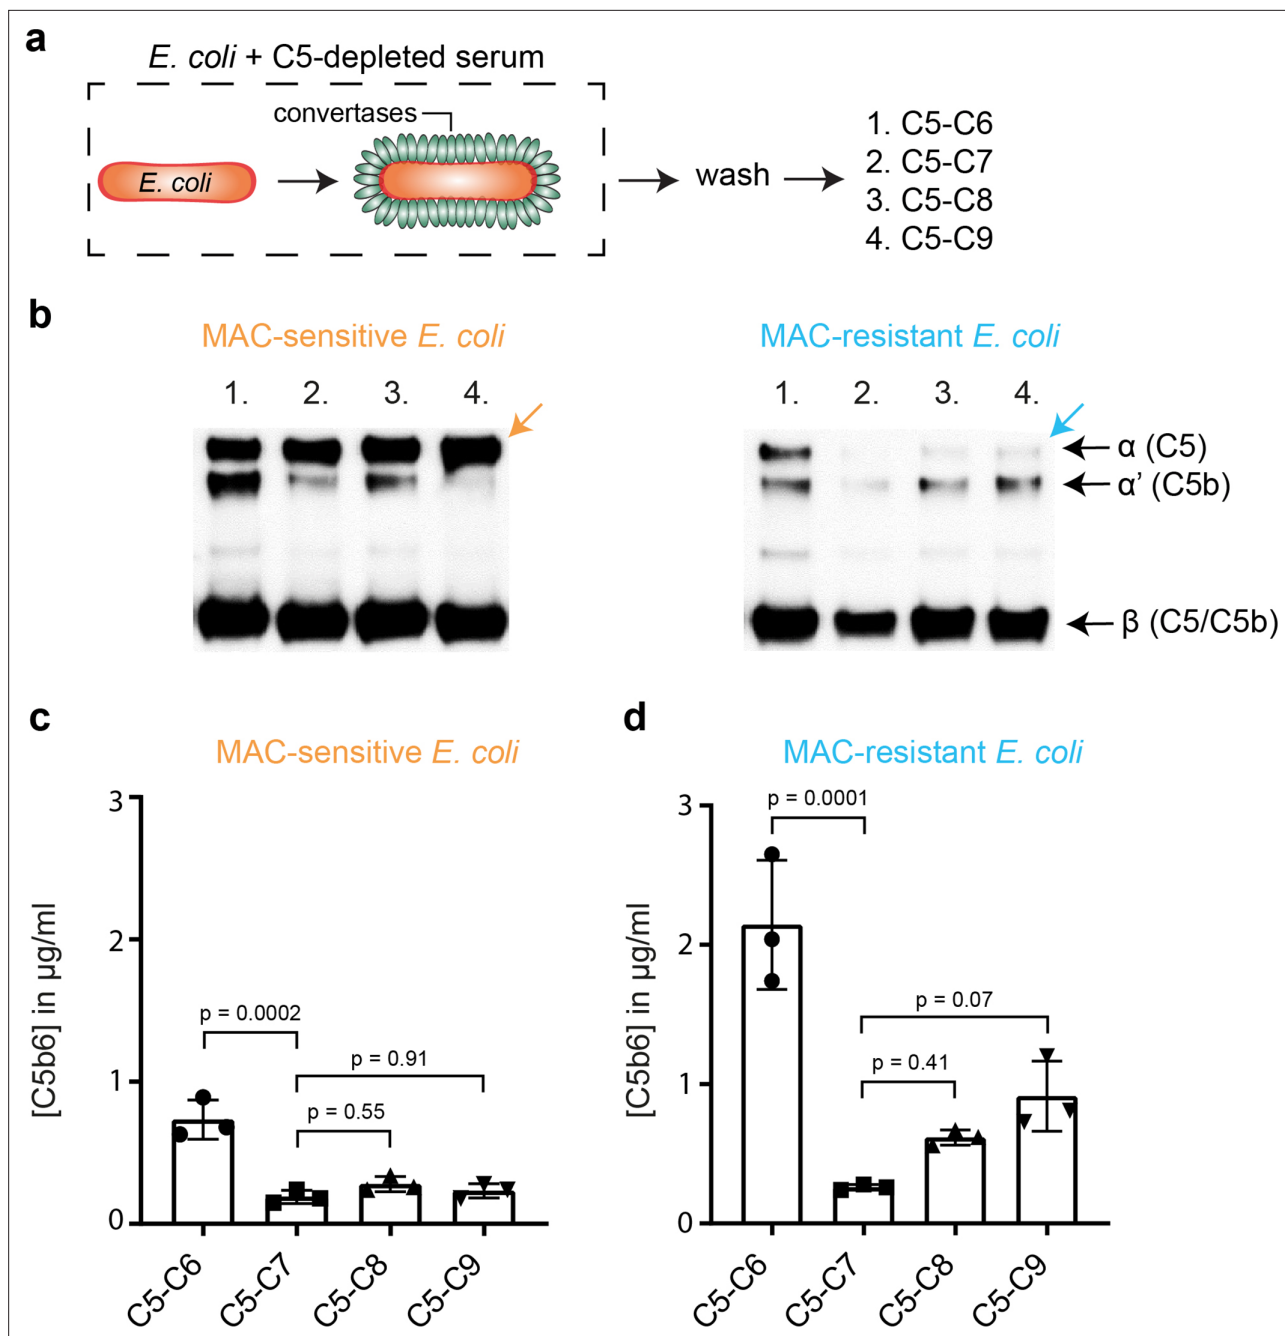 a
E. coli + C5-depleted serum
convertases
E. coli
wash
1. C5-C6
2. C5-C7
3. C5-C8
4. C5-C9
b
MAC-sensitive E. coli
1. 2. 3. 4.
MAC-resistant E. coli
1. 2. 3. 4.
α (C5)
α’ (C5b)
β (C5/C5b)
c
MAC-sensitive E. coli
[C5b6] in µg/ml
3
2
1
0
p = 0.0002
p = 0.91
p = 0.55
C5-C6
C5-C7
C5-C8
C5-C9
d
MAC-resistant E. coli
[C5b6] in µg/ml
3
2
1
0
p = 0.0001
p = 0.07
p = 0.41
C5-C6
C5-C7
C5-C8
C5-C9